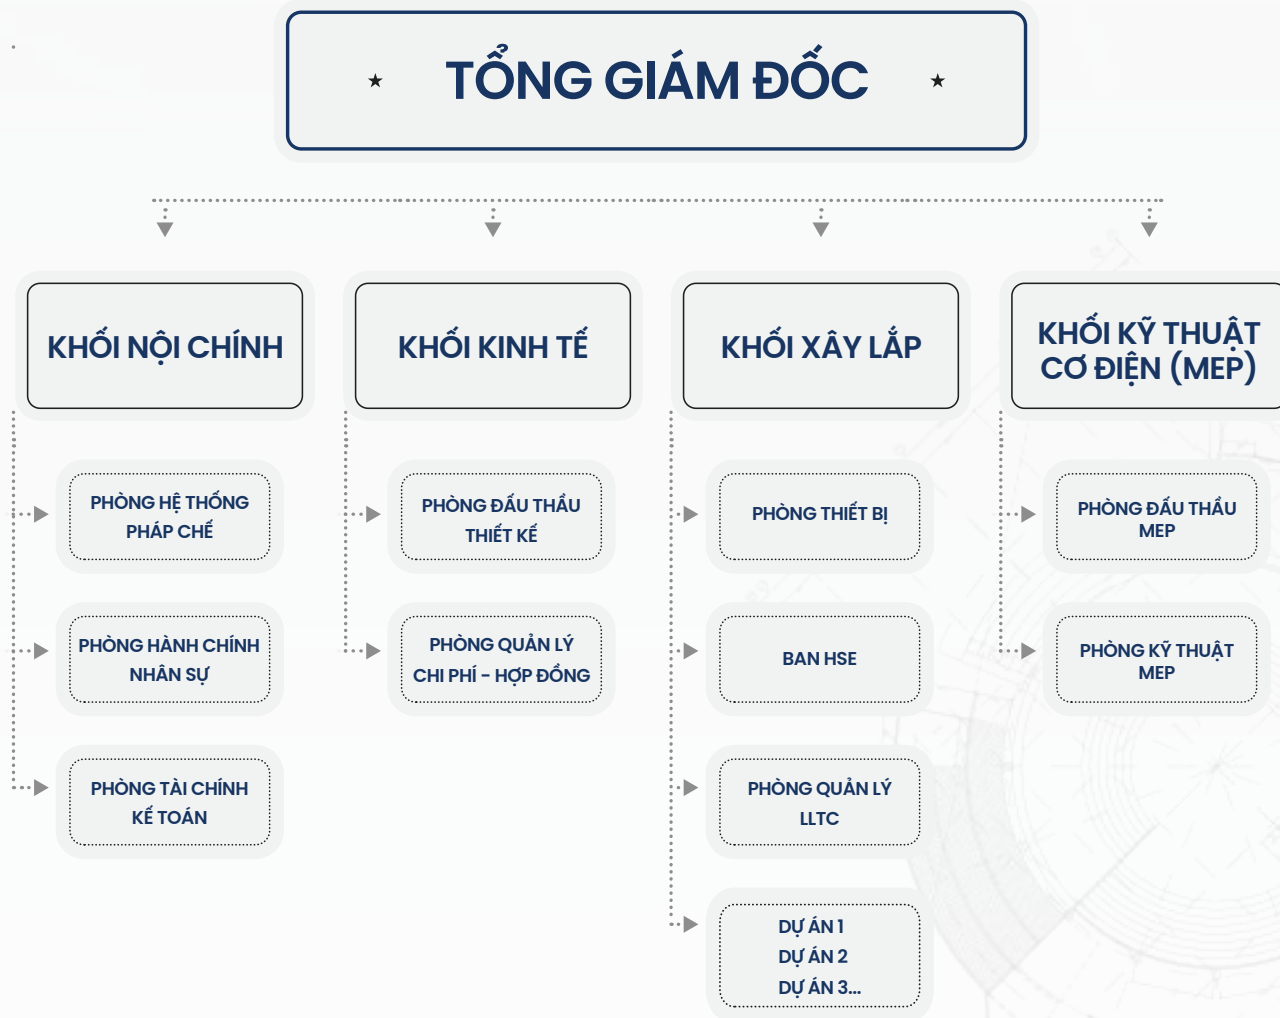 TỔNG GIÁM ĐỐC
KHỐI NỘI CHÍNH
KHỐI KINH TẾ
KHỐI XÂY LẮP
KHỐI KỸ THUẬT
CƠ ĐIỆN (MEP)
PHÒNG HỆ THỐNG
PHÁP CHẾ
PHÒNG HÀNH CHÍNH
NHÂN SỰ
PHÒNG TÀI CHÍNH
KẾ TOÁN
PHÒNG ĐẤU THẦU
THIẾT KẾ
PHÒNG QUẢN LÝ
CHI PHÍ - HỢP ĐỒNG
PHÒNG THIẾT BỊ
BAN HSE
PHÒNG QUẢN LÝ
LLTC
DỰ ÁN 1
DỰ ÁN 2
DỰ ÁN 3...
PHÒNG ĐẤU THẦU
MEP
PHÒNG KỸ THUẬT
MEP